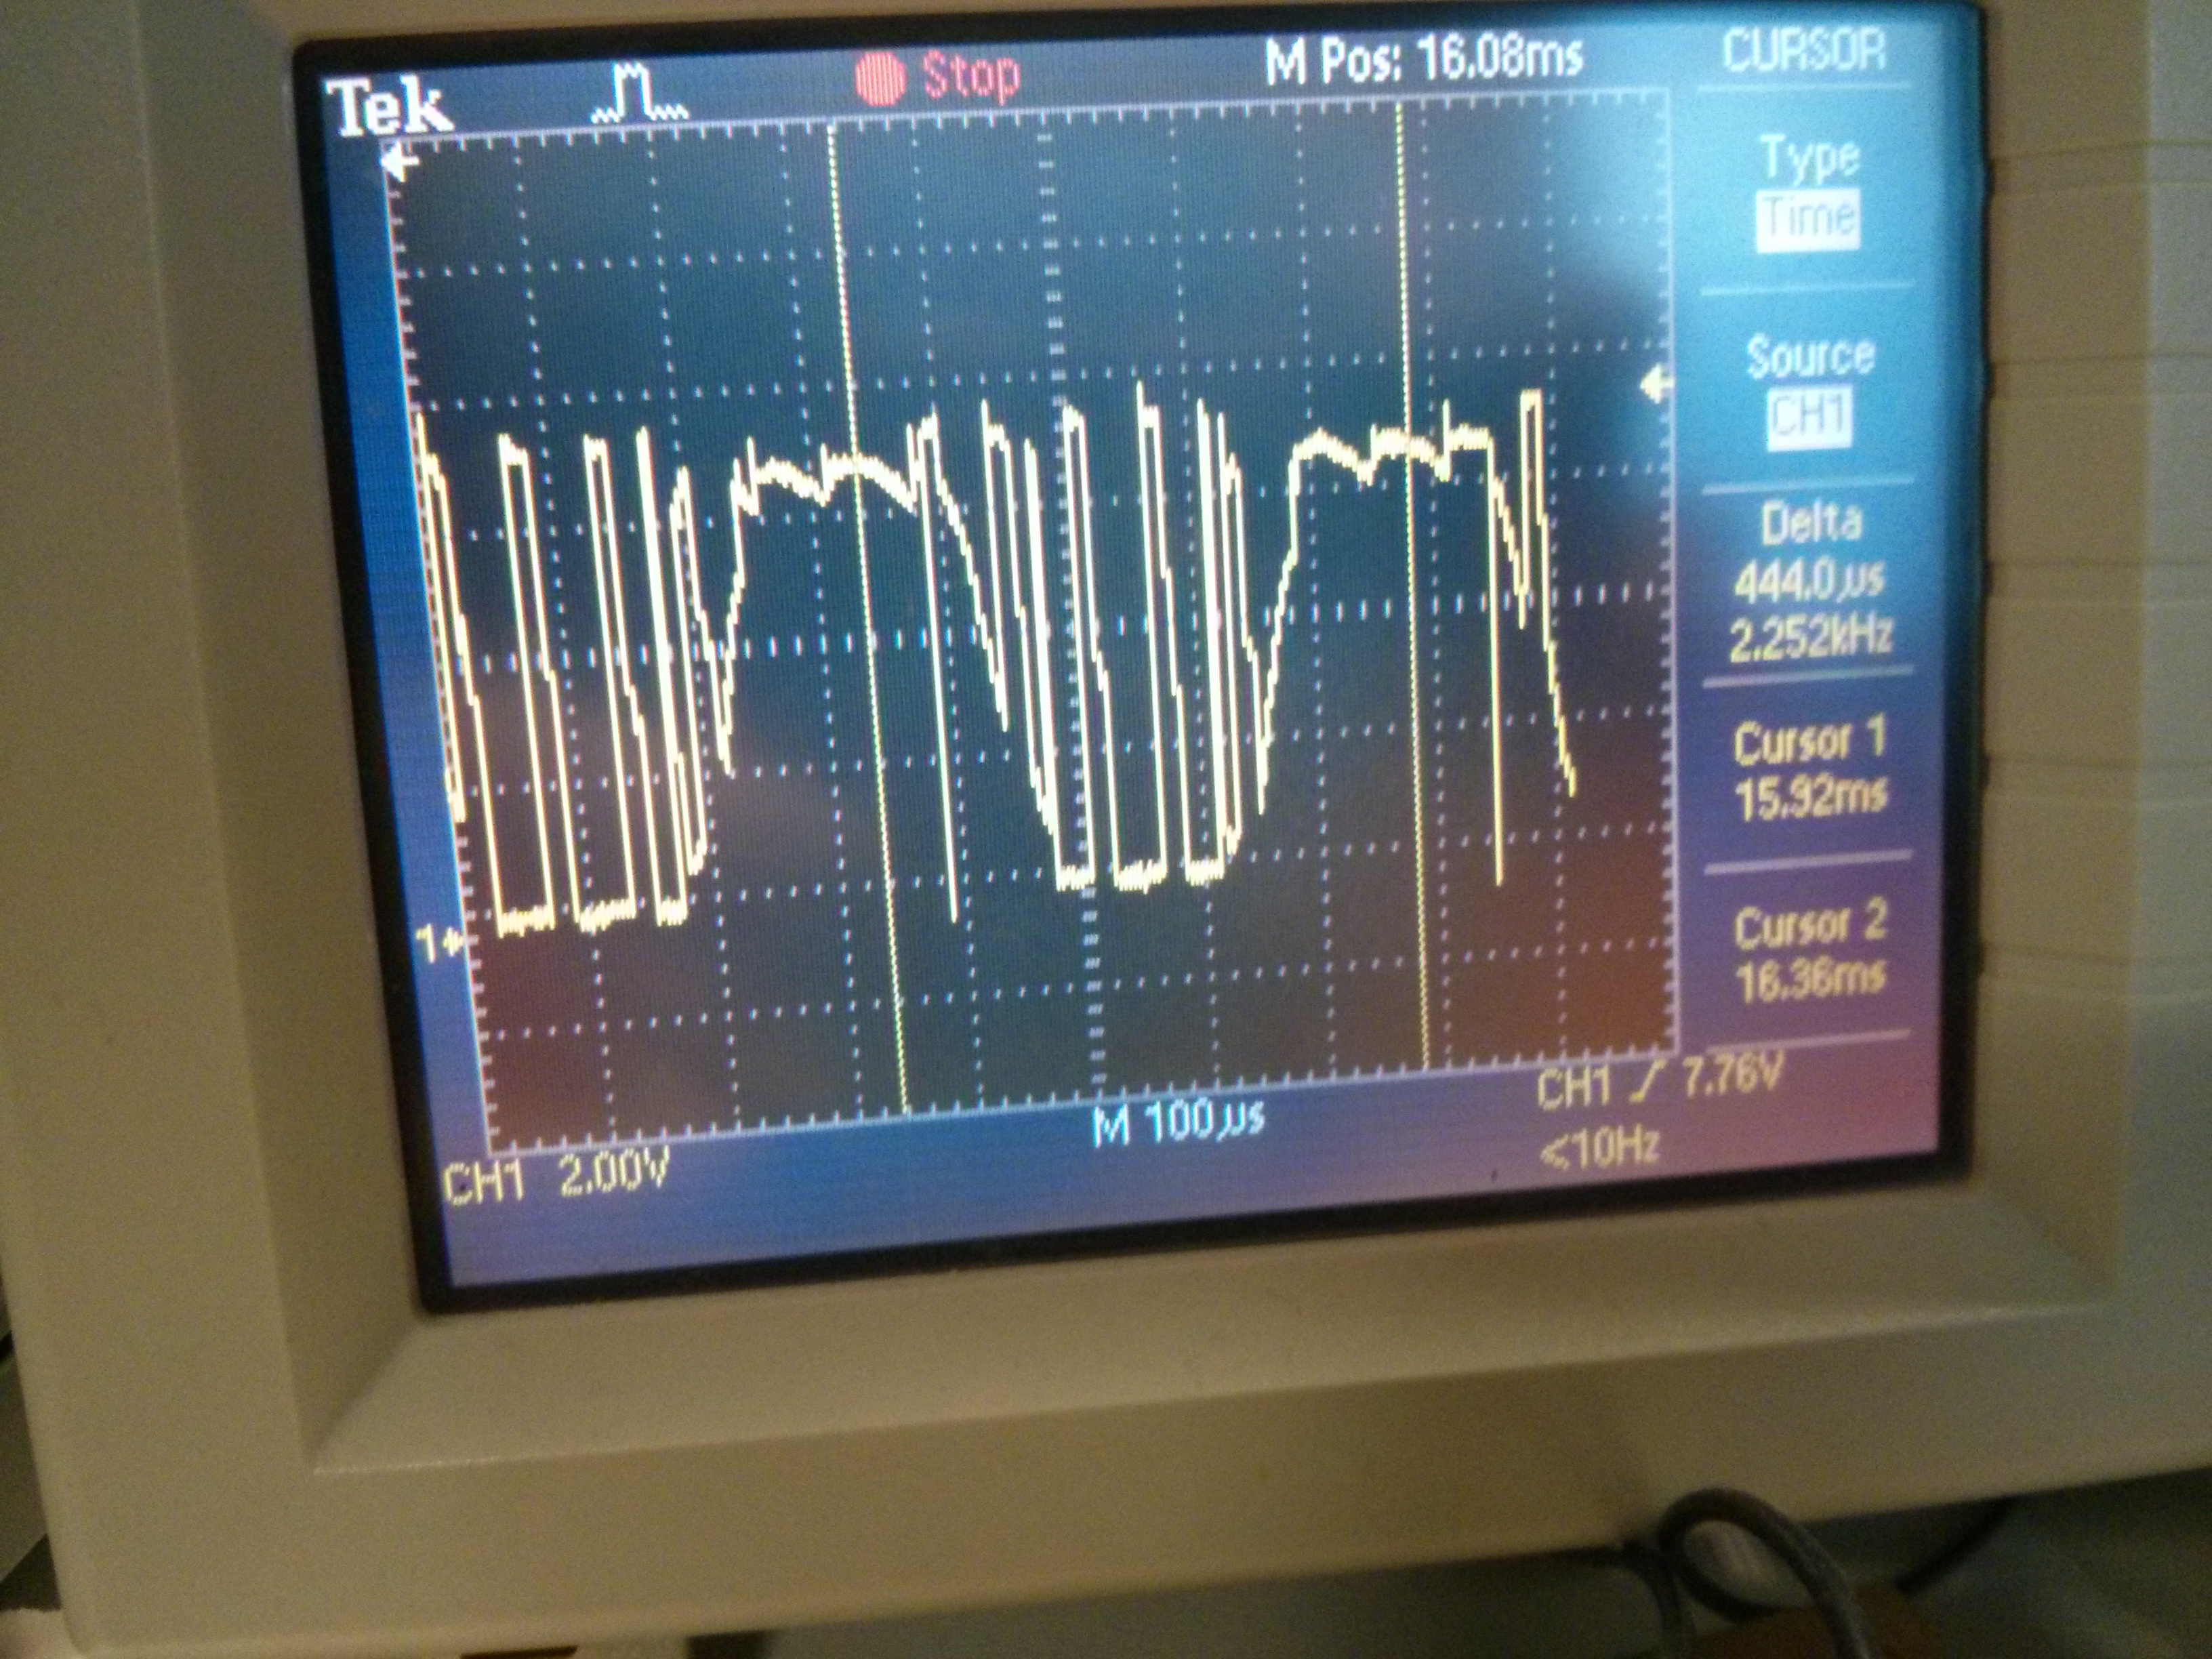 Tek Stop M Pos: 16.08ms CURSOR
Type
Time
Source
CH1
Delta
444.0µs
2.252kHz
Cursor 1
15.92ms
Cursor 2
16.36ms
1
CH1 2.00V M 100µs CH1 7.76V
<10Hz